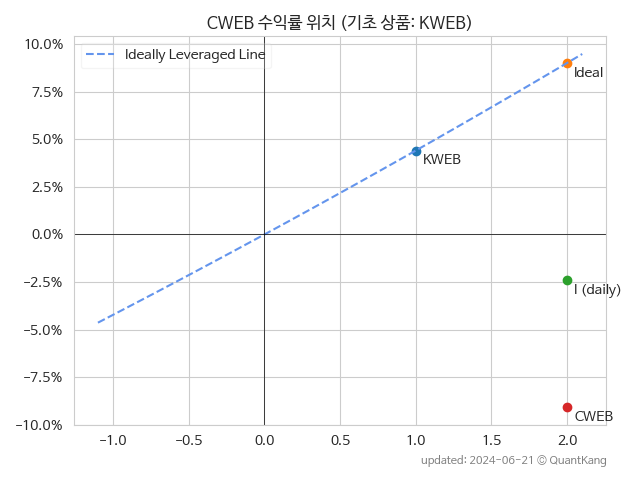 CWEB 수익률 위치 (기초 상품: KWEB)
Ideally Leveraged Line
10.0%
7.5%
5.0%
2.5%
0.0%
−2.5%
−5.0%
−7.5%
−10.0%
Ideal
KWEB
I (daily)
CWEB
−1.0 −0.5 0.0 0.5 1.0 1.5 2.0
updated: 2024-06-21 © QuantKang